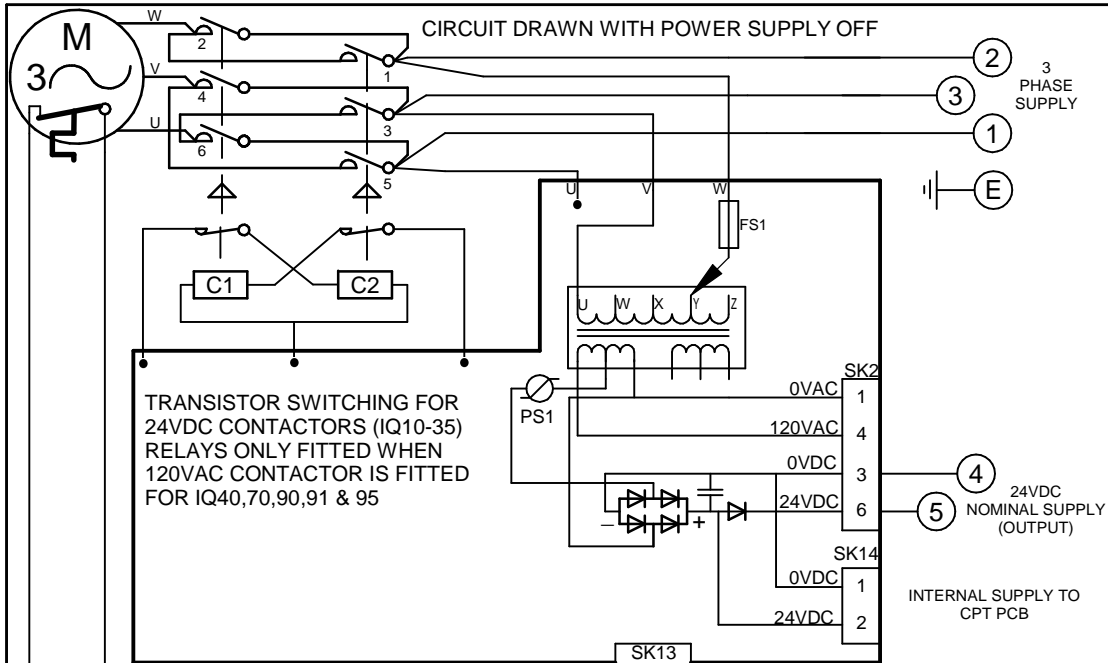 CIRCUIT DRAWN WITH POWER SUPPLY OFF
W
M
3
V
U
2
1
4
3
6
5
2
3
1
3
PHASE
SUPPLY
E
U
V
W
FS1
C1
C2
U
W
X
Y
Z
PS1
TRANSISTOR SWITCHING FOR
24VDC CONTACTORS (IQ10-35)
RELAYS ONLY FITTED WHEN
120VAC CONTACTOR IS FITTED
FOR IQ40,70,90,91 & 95
SK2
0VAC
1
120VAC
4
0VDC
3
24VDC
6
4
5
24VDC
NOMINAL SUPPLY
(OUTPUT)
–
+
SK14
0VDC
1
24VDC
2
INTERNAL SUPPLY TO
CPT PCB
SK13